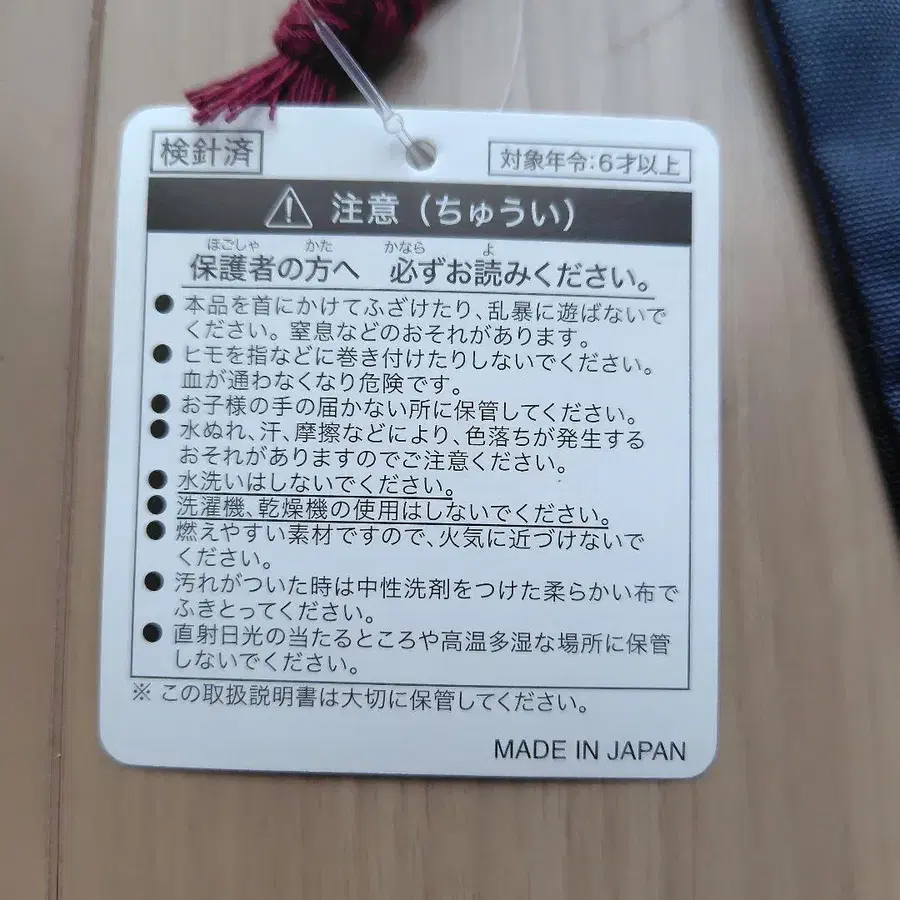 検針済
対象年令:6才以上
注意（ちゅうい）
ほごしゃ かた かなら よ
保護者の方へ 必ずお読みください。
● 本品を首にかけてふざけたり、乱暴に遊ばないで
ください。窒息などのおそれがあります。
● ヒモを指などに巻き付けたりしないでください。
血が通わなくなり危険です。
● お子様の手の届かない所に保管してください。
● 水ぬれ、汗、摩擦などにより、色落ちが発生する
おそれがありますのでご注意ください。
● 水洗いはしないでください。
● 洗濯機、乾燥機の使用はしないでください。
● 燃えやすい素材ですので、火気に近づけないで
ください。
● 汚れがついた時は中性洗剤をつけた柔らかい布で
ふきとってください。
● 直射日光の当たるところや高温多湿な場所に保管
しないでください。
※ この取扱説明書は大切に保管してください。
MADE IN JAPAN